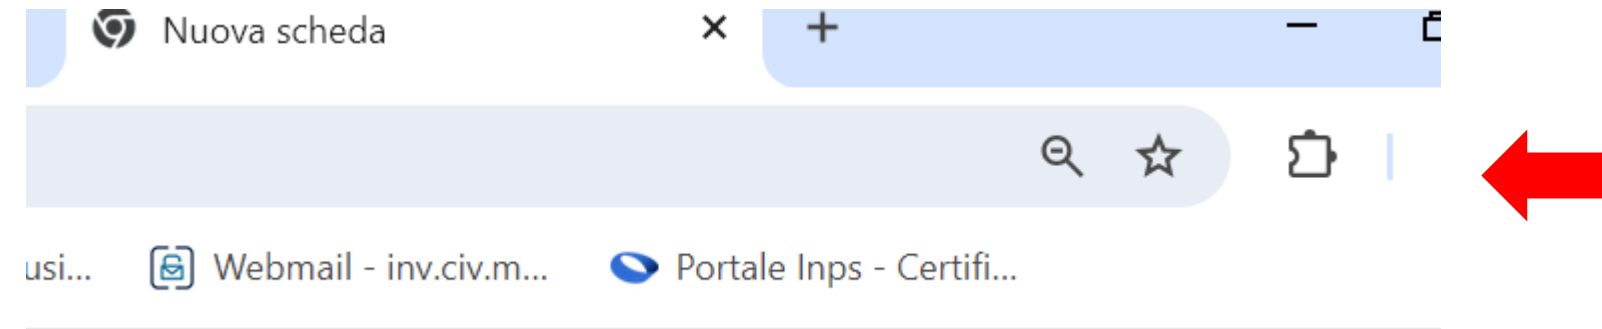 Nuova scheda
usi... Webmail - inv.civ.m... Portale Inps - Certifi...